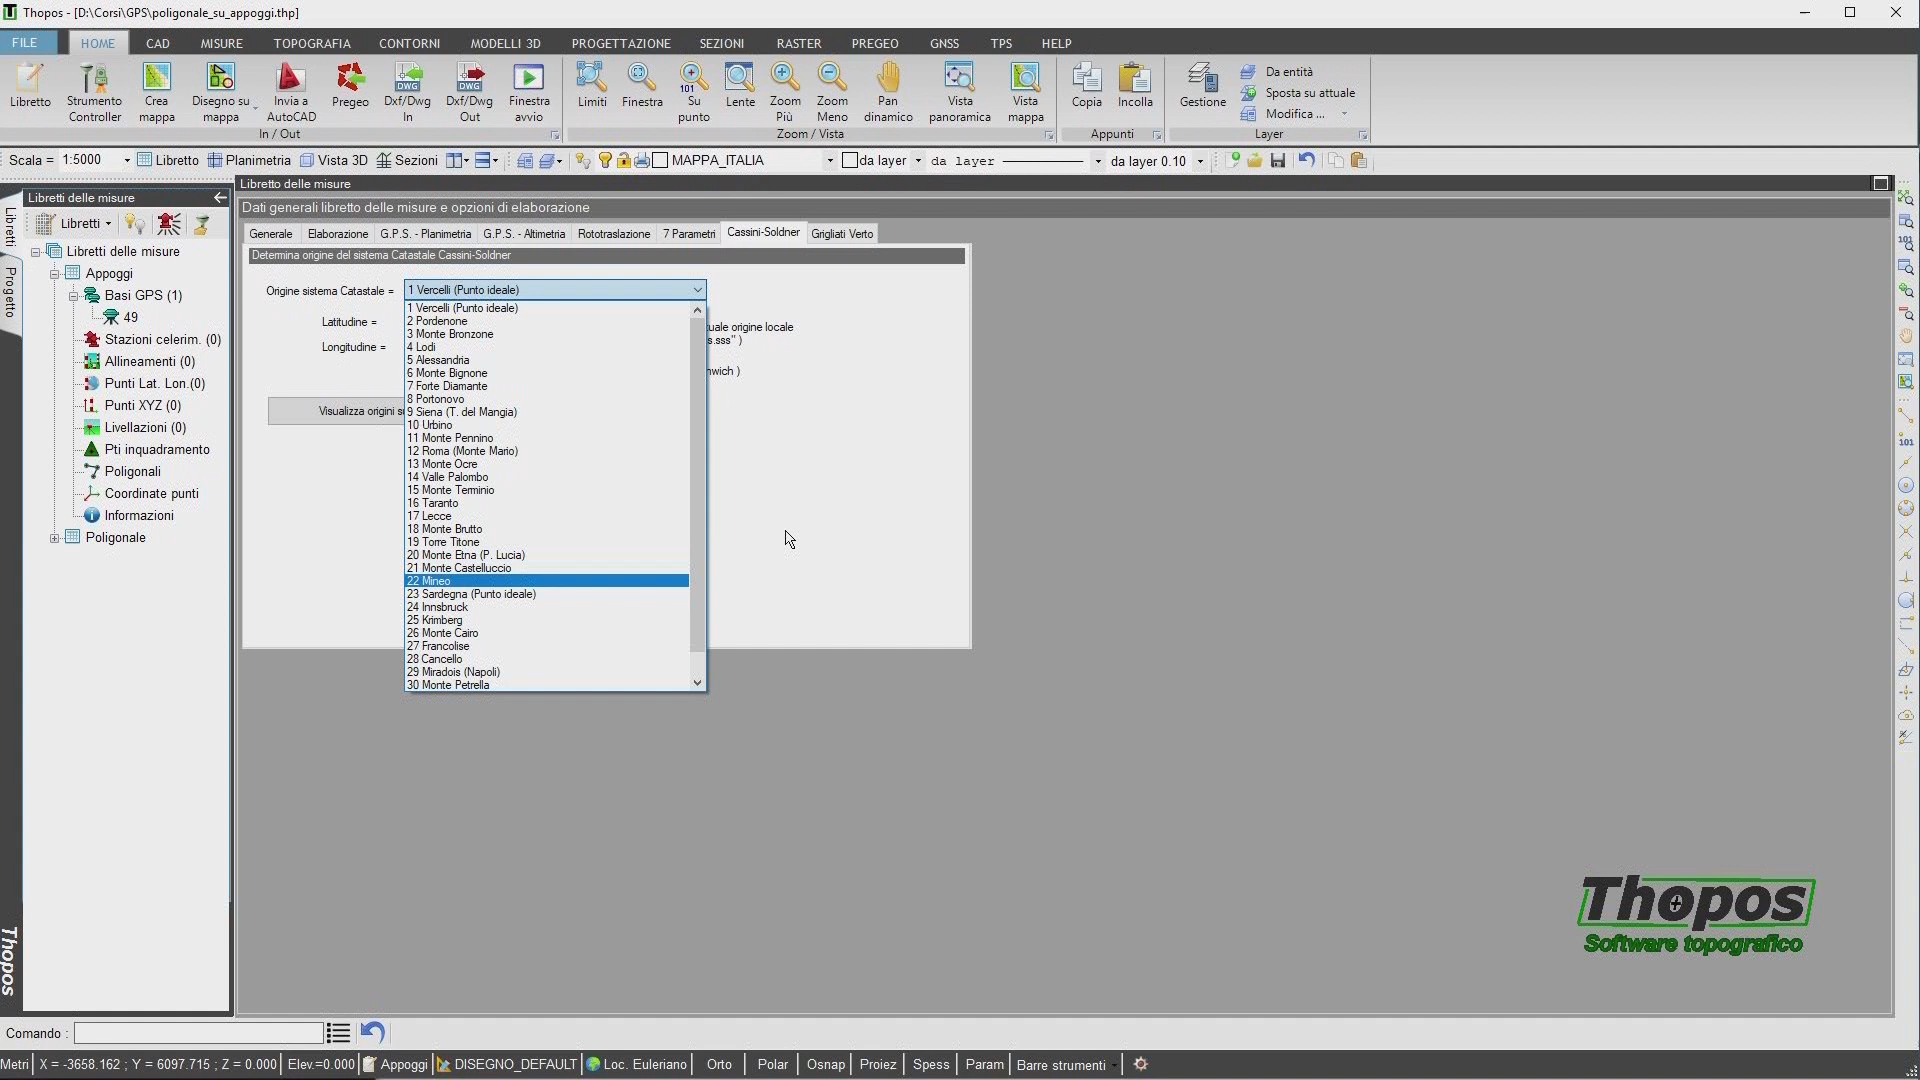 Thopos - [D:\Corsi\GPS\poligonale_su_appoggi.thp]
FILE HOME CAD MISURE TOPOGRAFIA CONTORNI MODELLI 3D PROGETTAZIONE SEZIONI RASTER PREGEO GNSS TPS HELP
Libretto
Strumento Controller
Crea mappa
Disegno su mappa
Invia a AutoCAD
Pregeo
Dxf/Dwg In
Dxf/Dwg Out
Finestra avvio
Limiti
Finestra
Su punto
Lente
Zoom Più
Zoom Meno
Pan dinamico
Vista panoramica
Vista mappa
Copia
Incolla
Gestione
Da entità
Sposta su attuale
Modifica ...
In / Out
Zoom / Vista
Appunti
Layer
Scala = 1:5000 Libretto Planimetria Vista 3D Sezioni MAPPA_ITALIA da layer da layer da layer 0.10
Libretti delle misure
Libretti
Libretti delle misure
Appoggi
Basi GPS (1)
49
Stazioni celerim. (0)
Allineamenti (0)
Punti Lat. Lon.(0)
Punti XYZ (0)
Livellazioni (0)
Pti inquadramento
Poligonali
Coordinate punti
Informazioni
Poligonale
Libretti
Progetto
Thopos
Libretto delle misure
Dati generali libretto delle misure e opzioni di elaborazione
Generale Elaborazione G.P.S. - Planimetria G.P.S. - Altimetria Rototraslazione 7 Parametri Cassini-Soldner Grigliati Verto
Determina origine del sistema Catastale Cassini-Soldner
Origine sistema Catastale = 1 Vercelli (Punto ideale)
Latitudine =
Longitudine =
uale origine locale
s.sss" )
nwich )
Visualizza origini su
1 Vercelli (Punto ideale)
2 Pordenone
3 Monte Bronzone
4 Lodi
5 Alessandria
6 Monte Bignone
7 Forte Diamante
8 Portonovo
9 Siena (T. del Mangia)
10 Urbino
11 Monte Pennino
12 Roma (Monte Mario)
13 Monte Ocre
14 Valle Palombo
15 Monte Terminio
16 Taranto
17 Lecce
18 Monte Brutto
19 Torre Titone
20 Monte Etna (P. Lucia)
21 Monte Castelluccio
22 Mineo
23 Sardegna (Punto ideale)
24 Innsbruck
25 Krimberg
26 Monte Cairo
27 Francolise
28 Cancello
29 Miradois (Napoli)
30 Monte Petrella
101
101
101
Thopos
Software topografico
Comando :
Metri X = -3658.162 ; Y = 6097.715 ; Z = 0.000 Elev.=0.000 Appoggi DISEGNO_DEFAULT Loc. Euleriano Orto Polar Osnap Proiez Spess Param Barre strumenti